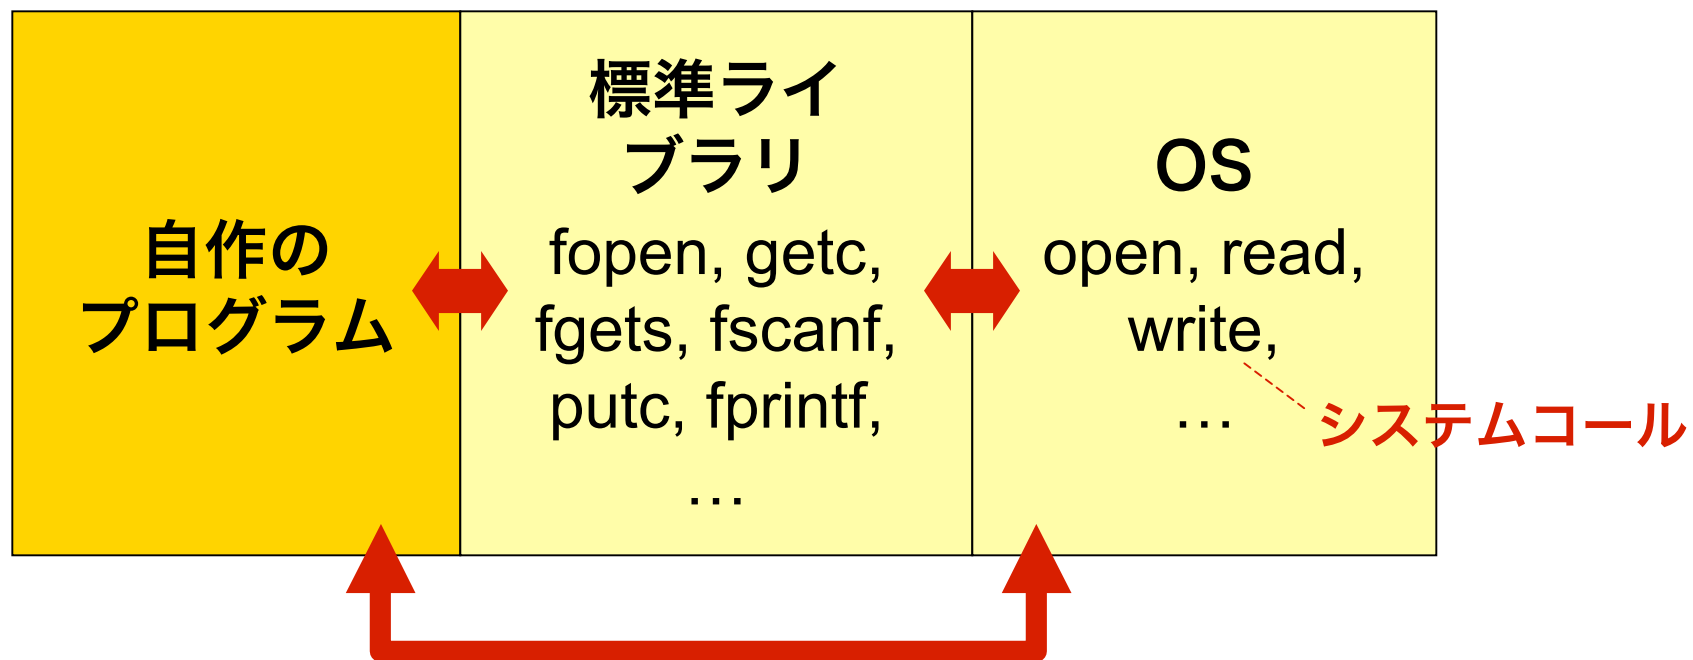 自作の
プログラム
標準ライ
ブラリ
fopen, getc,
fgets, fscanf,
putc, fprintf,
…
OS
open, read,
write,
…
システムコール